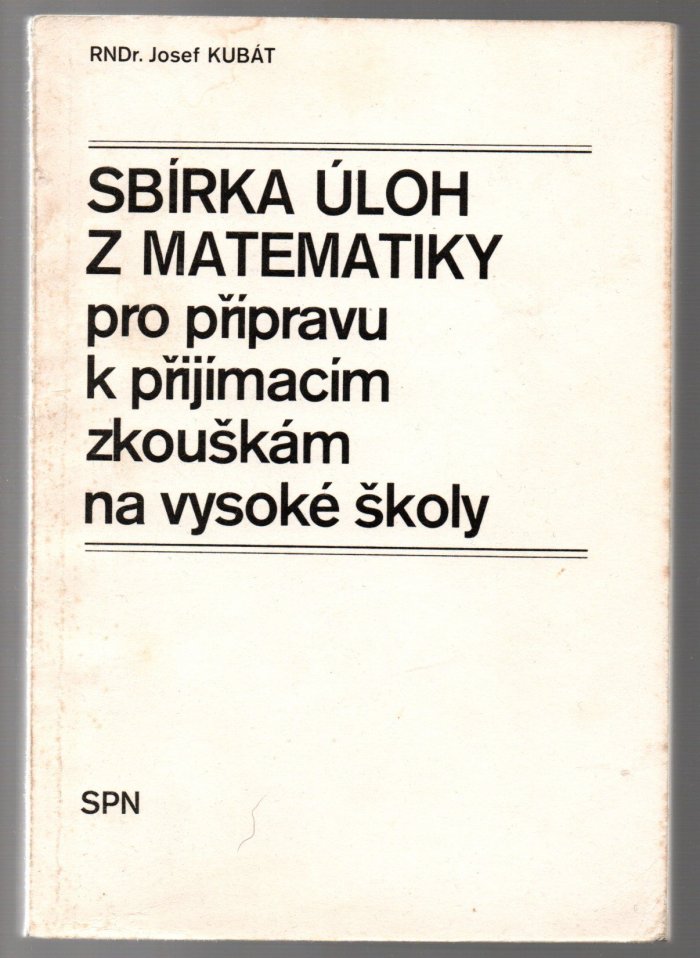 RNDr. Josef KUBÁT
SBÍRKA ÚLOH
Z MATEMATIKY
pro přípravu
k přijímacím
zkouškám
na vysoké školy
SPN